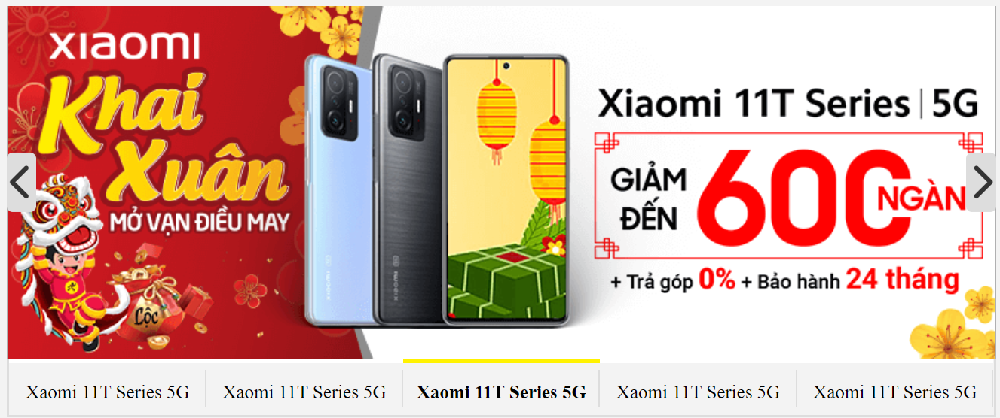 xiaomi
Khai
Xuân
MỞ VẠN ĐIỀU MAY
Lộc
Xiaomi 11T Series | 5G
GIẢM
ĐẾN
600 NGÀN
+ Trả góp 0% + Bảo hành 24 tháng
Xaomi 11T Series 5G
Xaomi 11T Series 5G
Xaomi 11T Series 5G
Xaomi 11T Series 5G
Xaomi 11T Series 5G